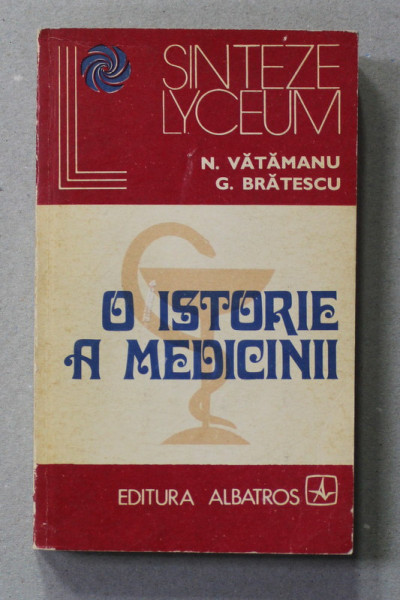 SINTEZE
LYCEUM
N. VĂTĂMANU
G. BRĂTESCU
O ISTORIE
A MEDICINII
EDITURA ALBATROS